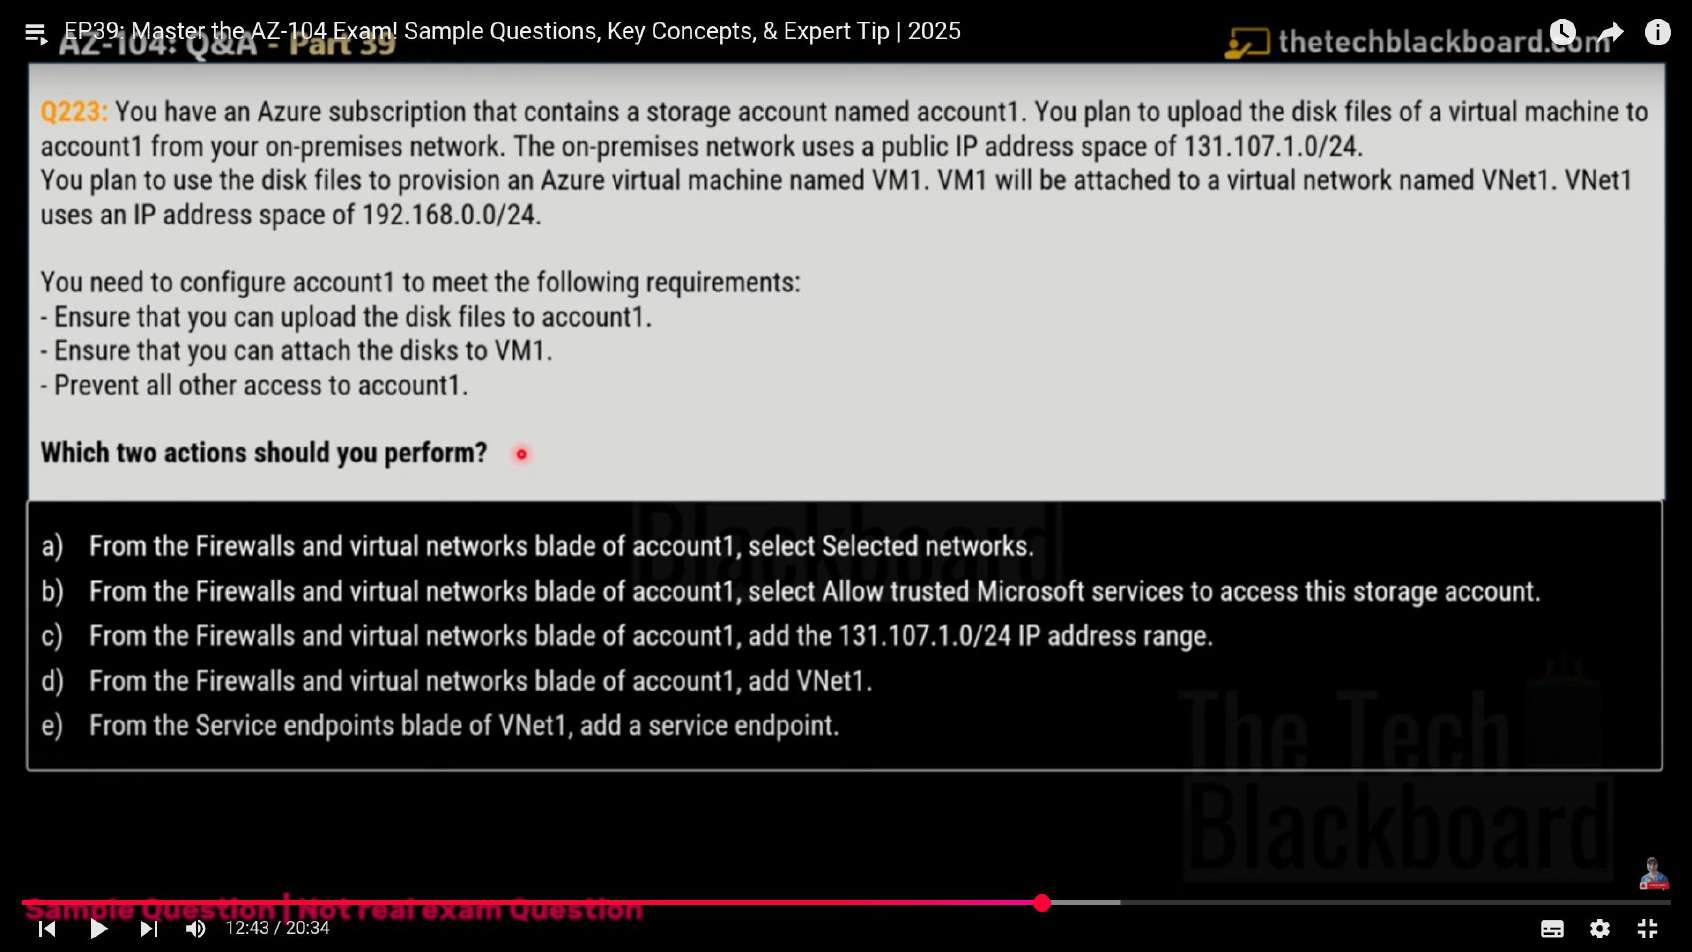 EP39: Master the AZ-104 Exam! Sample Questions, Key Concepts, & Expert Tip | 2025
AZ-104: Q&A - Part 39
thetechblackboard.com
Q223: You have an Azure subscription that contains a storage account named account1. You plan to upload the disk files of a virtual machine to
account1 from your on-premises network. The on-premises network uses a public IP address space of 131.107.1.0/24.
You plan to use the disk files to provision an Azure virtual machine named VM1. VM1 will be attached to a virtual network named VNet1. VNet1
uses an IP address space of 192.168.0.0/24.
You need to configure account1 to meet the following requirements:
- Ensure that you can upload the disk files to account1.
- Ensure that you can attach the disks to VM1.
- Prevent all other access to account1.
Which two actions should you perform?
Blackboard
a) From the Firewalls and virtual networks blade of account1, select Selected networks.
b) From the Firewalls and virtual networks blade of account1, select Allow trusted Microsoft services to access this storage account.
c) From the Firewalls and virtual networks blade of account1, add the 131.107.1.0/24 IP address range.
d) From the Firewalls and virtual networks blade of account1, add VNet1.
e) From the Service endpoints blade of VNet1, add a service endpoint.
The Tech
Blackboard
Sample Question | Not real exam Question
12:43 / 20:34